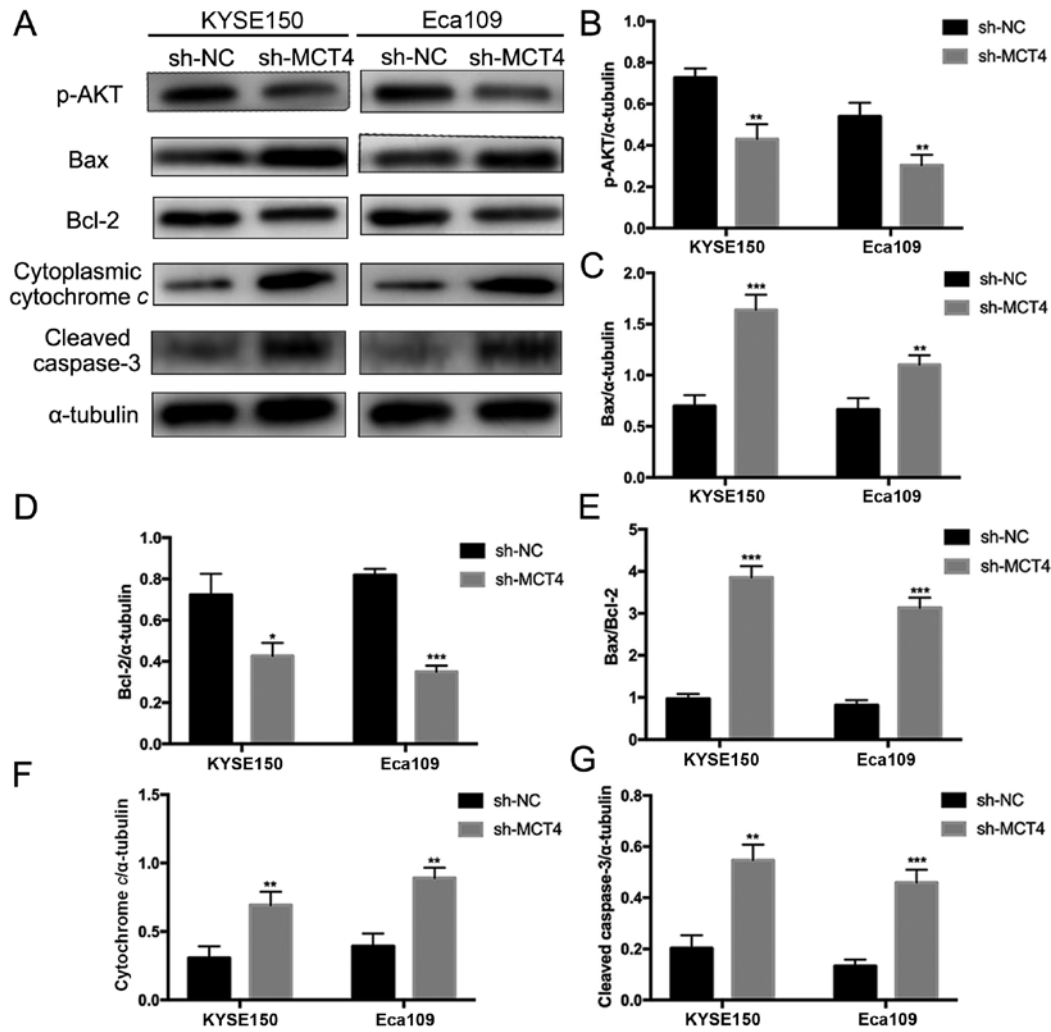 A
KYSE150
Eca109
sh-NC sh-MCT4
sh-NC sh-MCT4
p-AKT
Bax
Bcl-2
Cytoplasmic
cytochrome c
Cleaved
caspase-3
α-tubulin
B
sh-NC
sh-MCT4
p-AKT/α-tubulin
0.8
0.6
0.4
0.2
0.0
**
**
KYSE150 Eca109
C
sh-NC
sh-MCT4
Bax/α-tubulin
2.0
1.5
1.0
0.5
0.0
***
**
KYSE150 Eca109
D
sh-NC
sh-MCT4
Bcl-2/α-tubulin
1.0
0.8
0.6
0.4
0.2
0.0
*
***
KYSE150 Eca109
E
sh-NC
sh-MCT4
Bax/Bcl-2
5
4
3
2
1
0
***
***
KYSE150 Eca109
F
sh-NC
sh-MCT4
Cytochrome c/α-tubulin
1.5
1.0
0.5
0.0
**
**
KYSE150 Eca109
G
sh-NC
sh-MCT4
Cleaved caspase-3/α-tubulin
0.8
0.6
0.4
0.2
0.0
**
***
KYSE150 Eca109